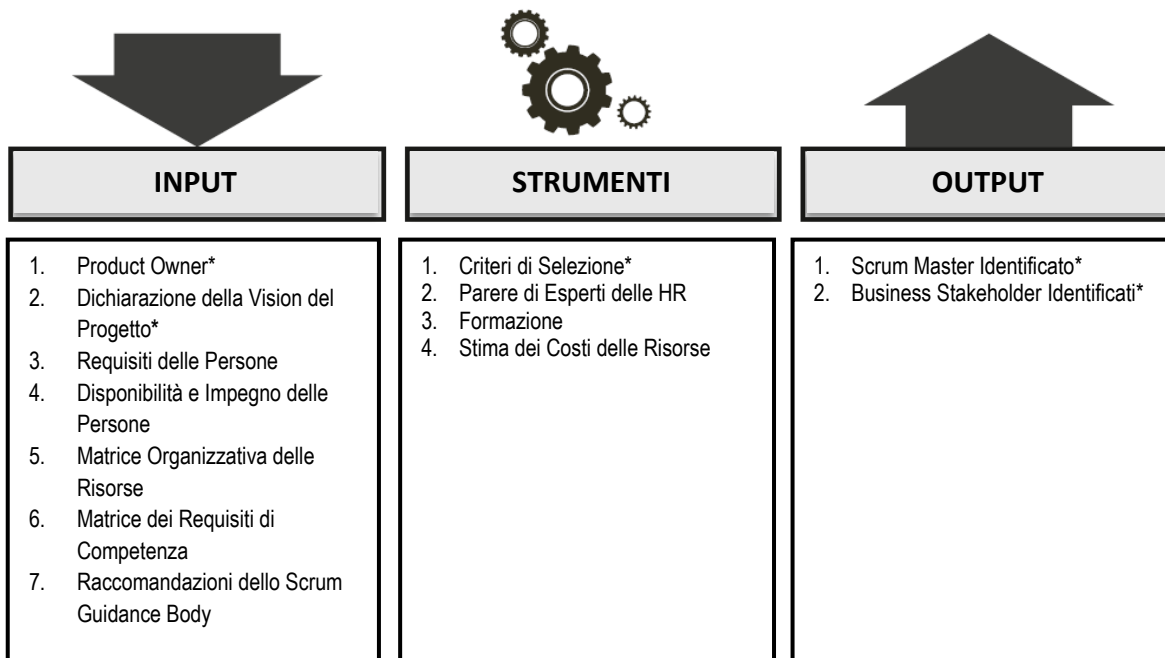 INPUT
1. Product Owner*
2. Dichiarazione della Vision del
Progetto*
3. Requisiti delle Persone
4. Disponibilità e Impegno delle
Persone
5. Matrice Organizzativa delle
Risorse
6. Matrice dei Requisiti di
Competenza
7. Raccomandazioni dello Scrum
Guidance Body
STRUMENTI
1. Criteri di Selezione*
2. Parere di Esperti delle HR
3. Formazione
4. Stima dei Costi delle Risorse
OUTPUT
1. Scrum Master Identificato*
2. Business Stakeholder Identificati*